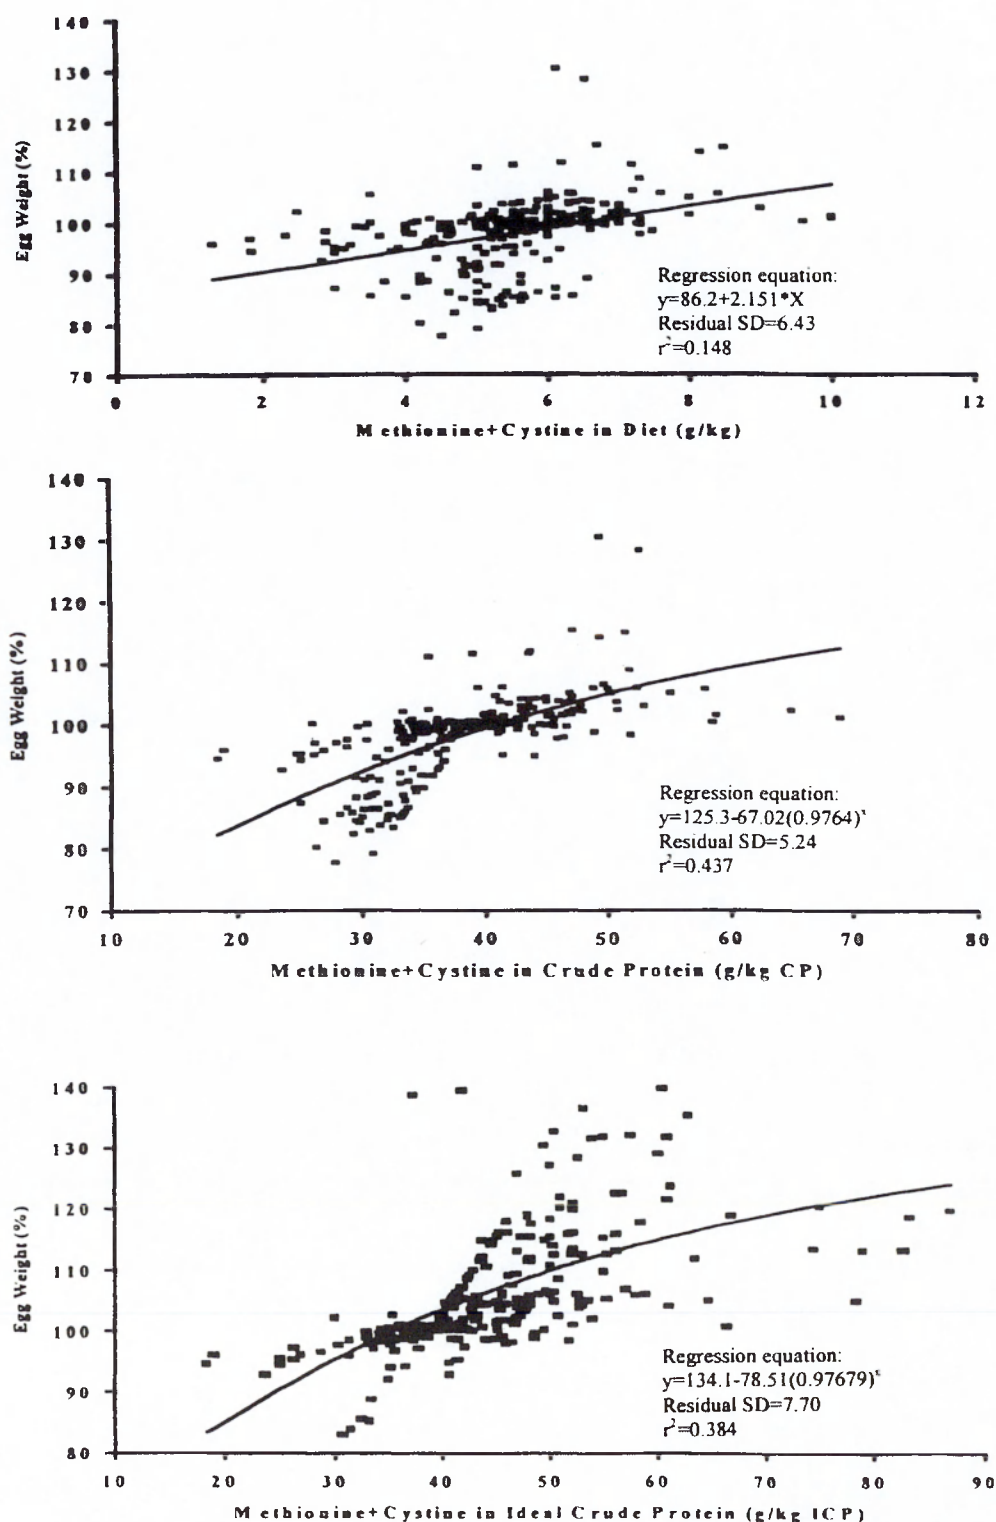 140
130
120
110
100
90
80
70
Egg Weight (%)
0 2 4 6 8 10 12
Methionine+Cystine in Diet (g/kg)
Regression equation:
y=86.2+2.151*X
Residual SD=6.43
r²=0.148
140
130
120
110
100
90
80
70
Egg Weight (%)
10 20 30 40 50 60 70 80
Methionine+Cystine in Crude Protein (g/kg CP)
Regression equation:
y=125.3-67.02(0.9764)ˣ
Residual SD=5.24
r²=0.437
140
130
120
110
100
90
80
Egg Weight (%)
10 20 30 40 50 60 70 80 90
Methionine+Cystine in Ideal Crude Protein (g/kg ICP)
Regression equation:
y=134.1-78.51(0.97679)ˣ
Residual SD=7.70
r²=0.384